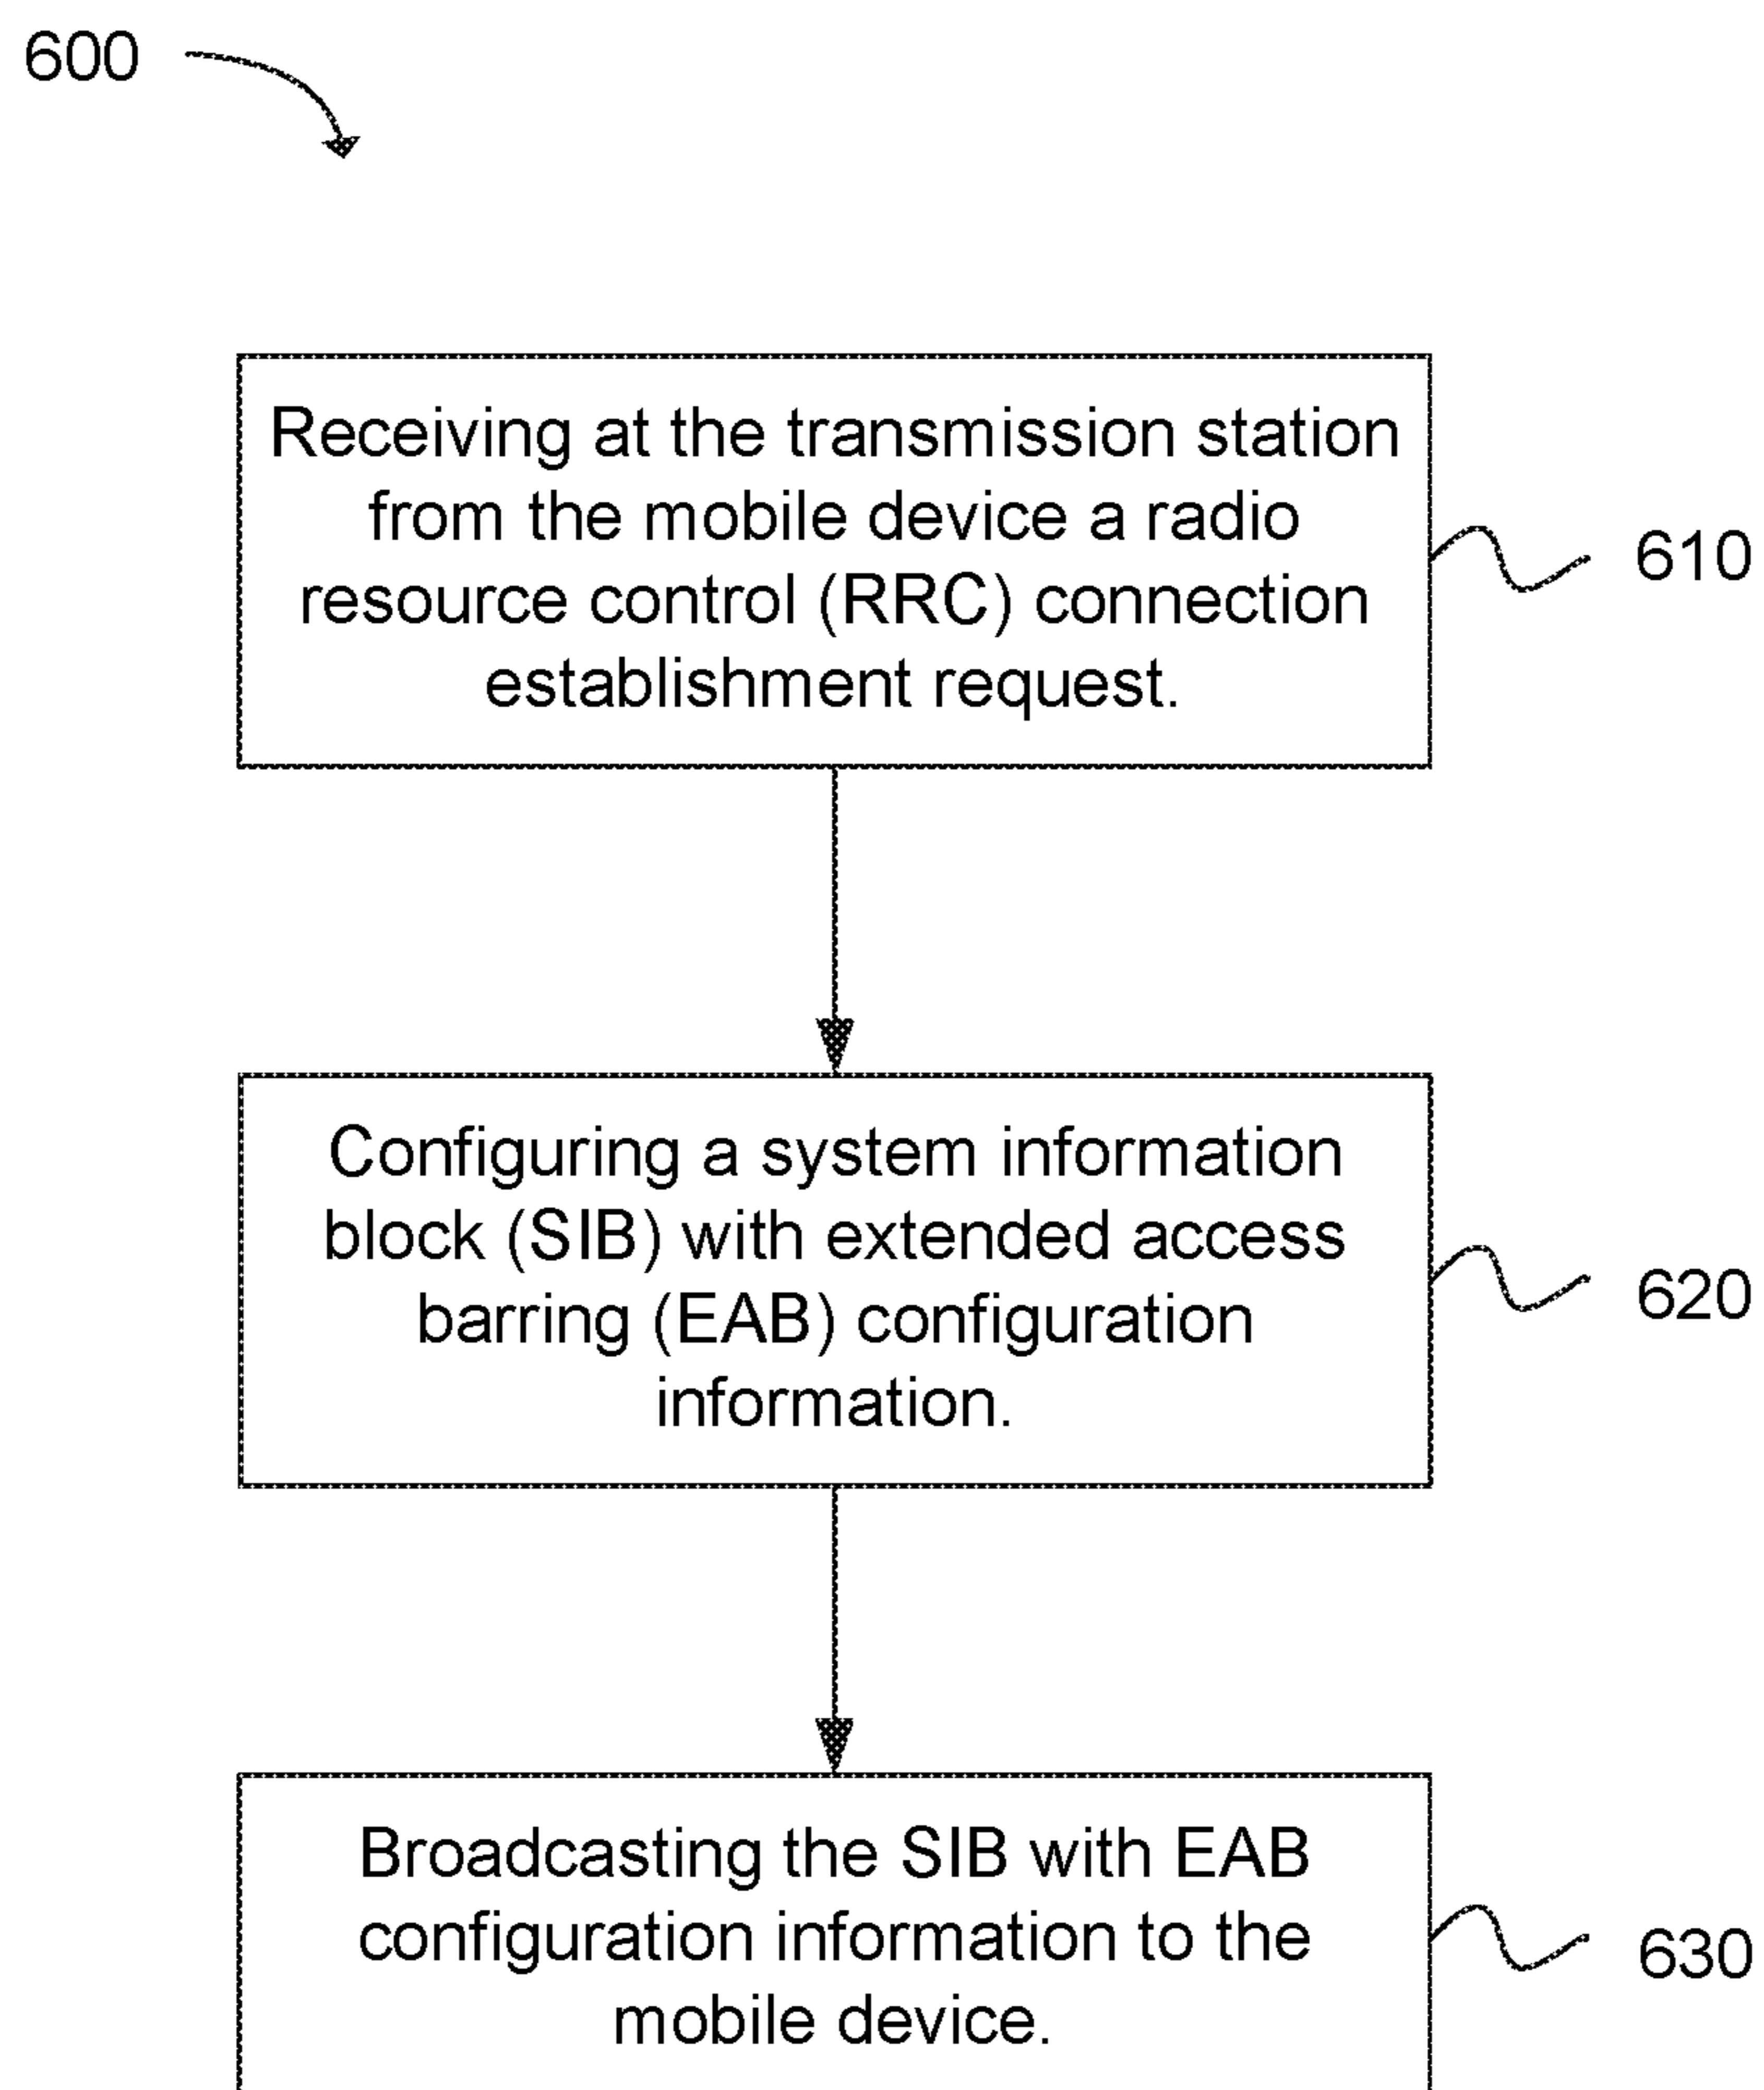 600
Receiving at the transmission station
from the mobile device a radio
resource control (RRC) connection
establishment request.
610
Configuring a system information
block (SIB) with extended access
barring (EAB) configuration
information.
620
Broadcasting the SIB with EAB
configuration information to the
mobile device.
630